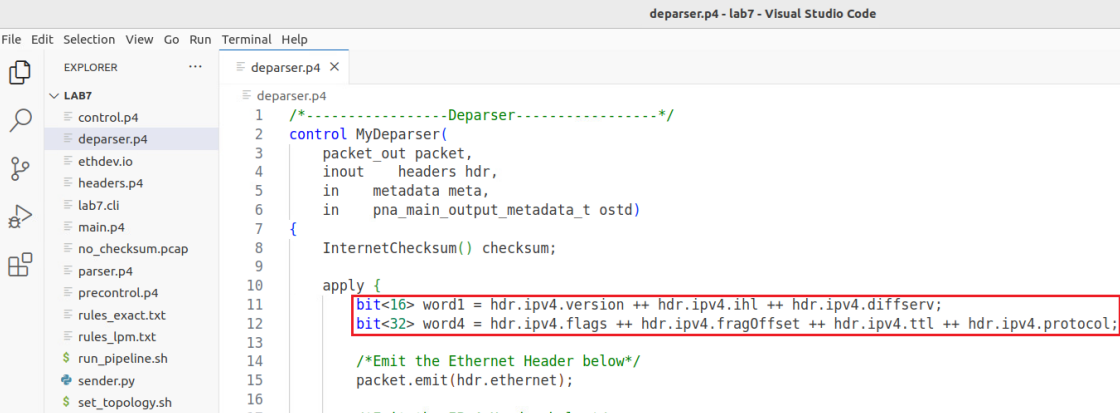 deparser.p4 - lab7 - Visual Studio Code
File Edit Selection View Go Run Terminal Help
EXPLORER ···
LAB7
control.p4
deparser.p4
ethdev.io
headers.p4
lab7.cli
main.p4
no_checksum.pcap
parser.p4
precontrol.p4
rules_exact.txt
rules_lpm.txt
$ run_pipeline.sh
sender.py
$ set_topology.sh
deparser.p4 ×
deparser.p4
1 /*-----------------Deparser-----------------*/
2 control MyDeparser(
3     packet_out packet,
4     inout    headers hdr,
5     in    metadata meta,
6     in    pna_main_output_metadata_t ostd)
7 {
8     InternetChecksum() checksum;
9
10     apply {
11         bit<16> word1 = hdr.ipv4.version ++ hdr.ipv4.ihl ++ hdr.ipv4.diffserv;
12         bit<32> word4 = hdr.ipv4.flags ++ hdr.ipv4.fragOffset ++ hdr.ipv4.ttl ++ hdr.ipv4.protocol;
13
14         /*Emit the Ethernet Header below*/
15         packet.emit(hdr.ethernet);
16